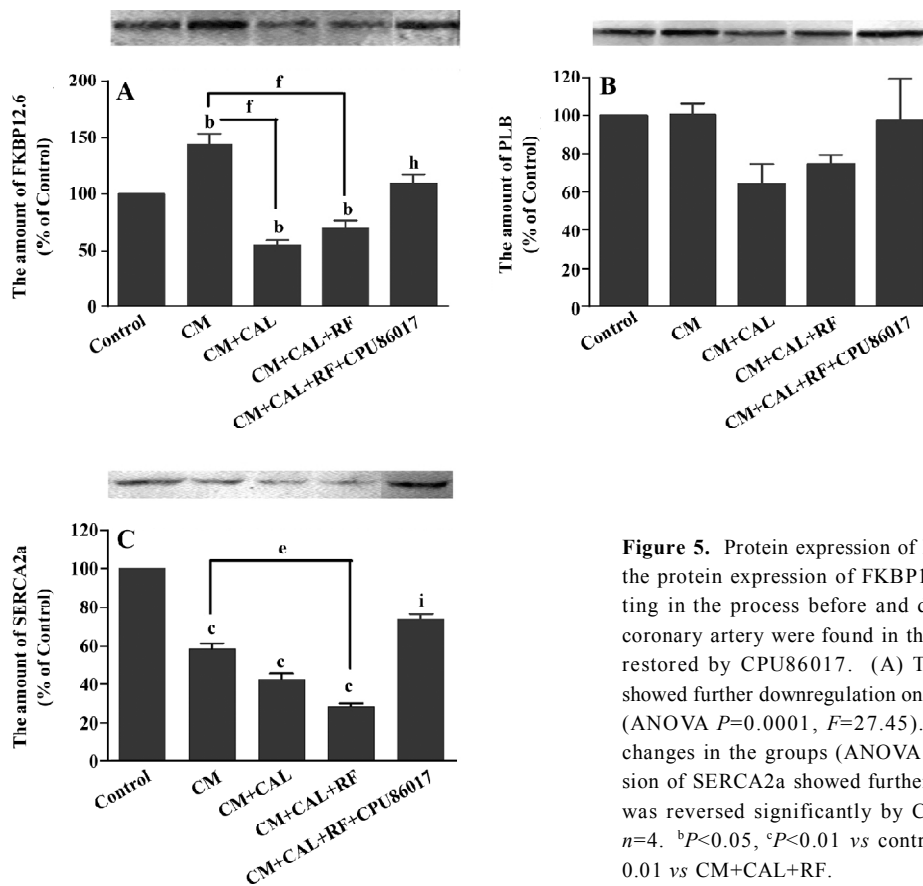 A
The amount of FKBP12.6
(% of Control)
200
150
100
50
0
f
f
b
b
b
h
Control
CM
CM+CAL
CM+CAL+RF
CM+CAL+RF+CPU86017
B
The amount of PLB
(% of Control)
120
100
80
60
40
20
0
Control
CM
CM+CAL
CM+CAL+RF
CM+CAL+RF+CPU86017
C
The amount of SERCA2a
(% of Control)
120
100
80
60
40
20
0
e
c
c
c
i
Control
CM
CM+CAL
CM+CAL+RF
CM+CAL+RF+CPU86017
Figure 5. Protein expression of
the protein expression of FKBP1
ting in the process before and
coronary artery were found in th
restored by CPU86017. (A) T
showed further downregulation on
(ANOVA P=0.0001, F=27.45).
changes in the groups (ANOVA
sion of SERCA2a showed further
was reversed significantly by C
n=4. ᵇP<0.05, ᶜP<0.01 vs contr
0.01 vs CM+CAL+RF.